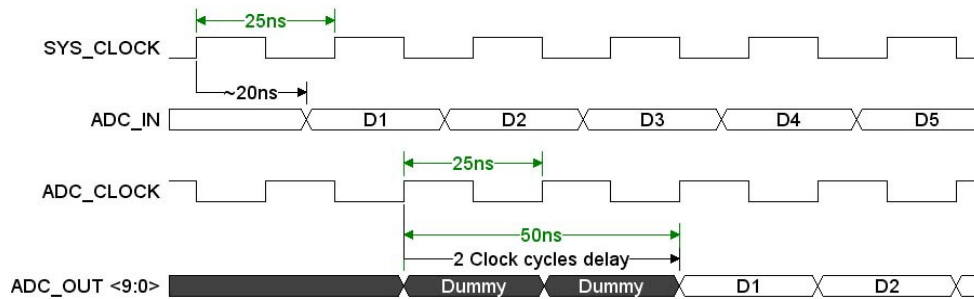 25ns
SYS_CLOCK
~20ns
ADC_IN D1 D2 D3 D4 D5
25ns
ADC_CLOCK
50ns
2 Clock cycles delay
ADC_OUT <9:0> Dummy Dummy D1 D2